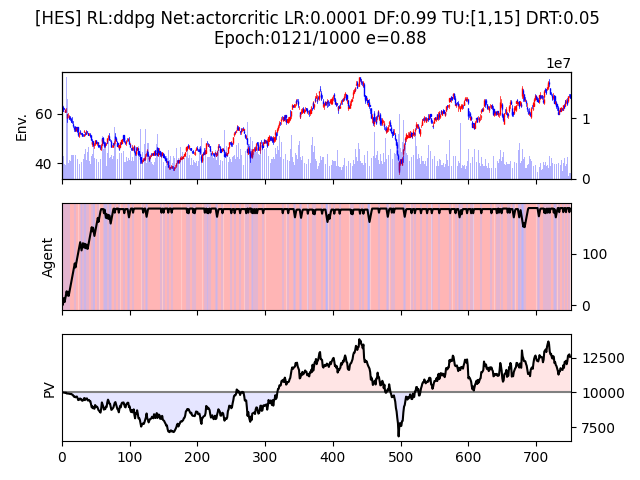 [HES] RL:ddpg Net:actorcritic LR:0.0001 DF:0.99 TU:[1,15] DRT:0.05
Epoch:0121/1000 e=0.88
1e7
Env.
60
40
1
0
Agent
100
0
PV
12500
10000
7500
0 100 200 300 400 500 600 700